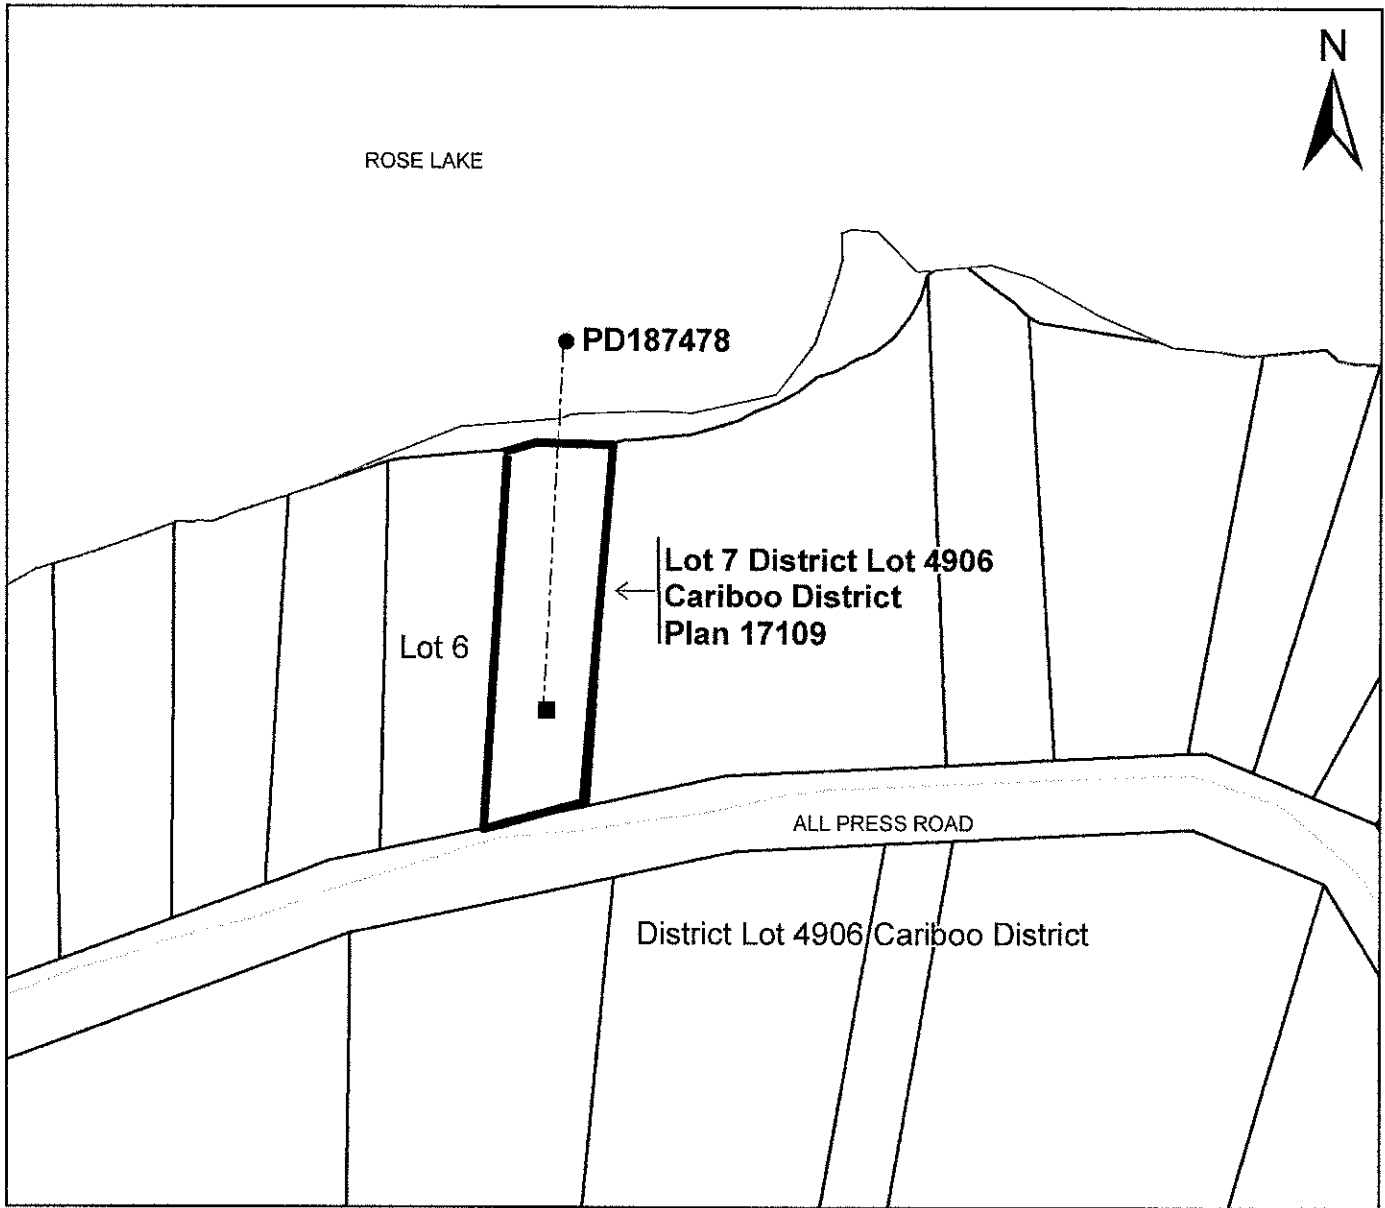 N
ROSE LAKE
PD187478
Lot 7 District Lot 4906
Cariboo District
Plan 17109
Lot 6
ALL PRESS ROAD
District Lot 4906 Cariboo District